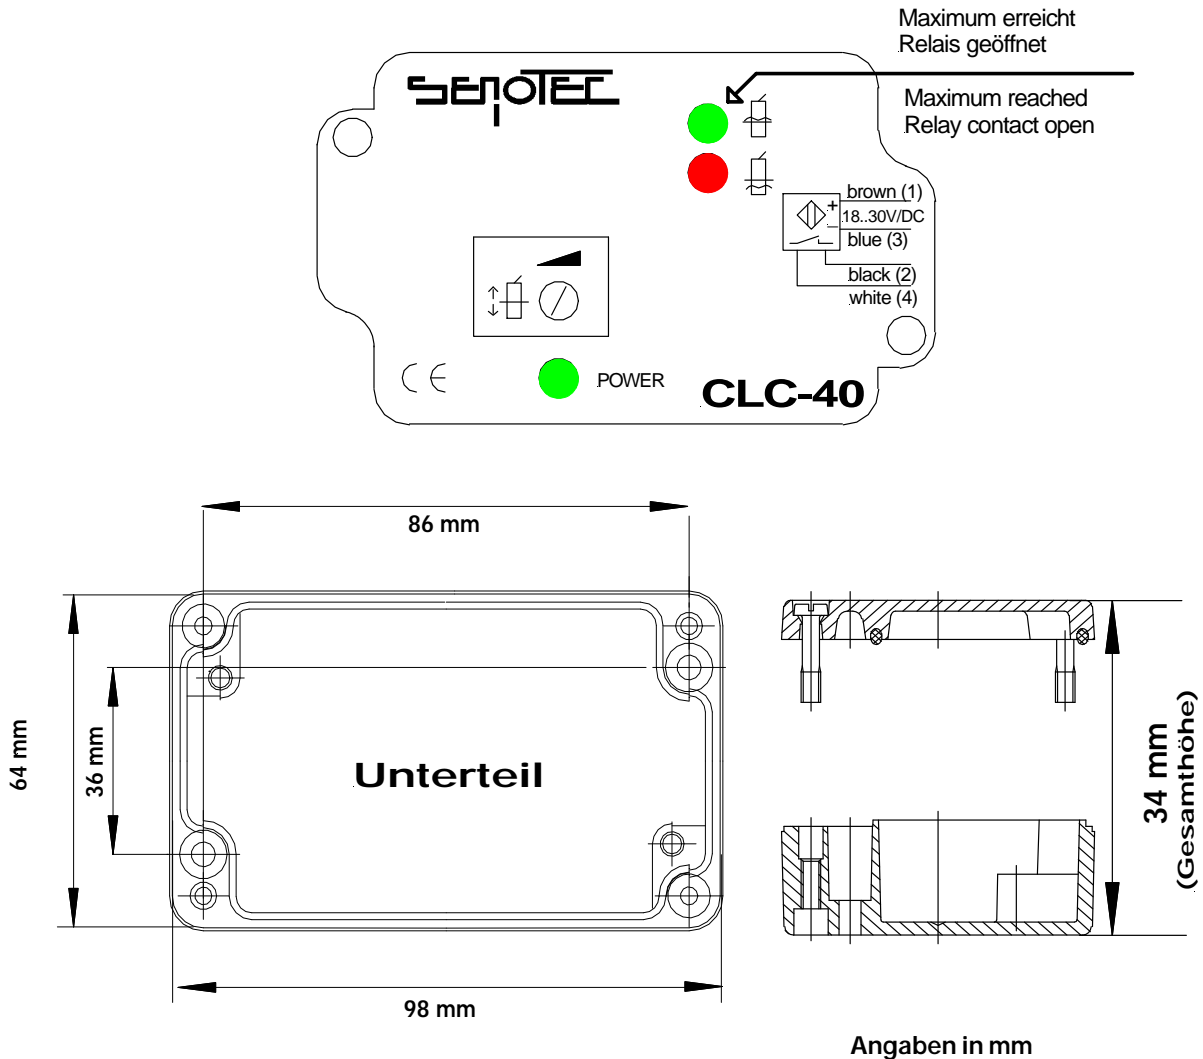 Maximum erreicht
Relais geöffnet
Maximum reached
Relay contact open
SENOTEC
brown (1)
+
18..30V/DC
–
blue (3)
black (2)
white (4)
CE
POWER
CLC-40
86 mm
64 mm
36 mm
Unterteil
34 mm
(Gesamthöhe)
98 mm
Angaben in mm